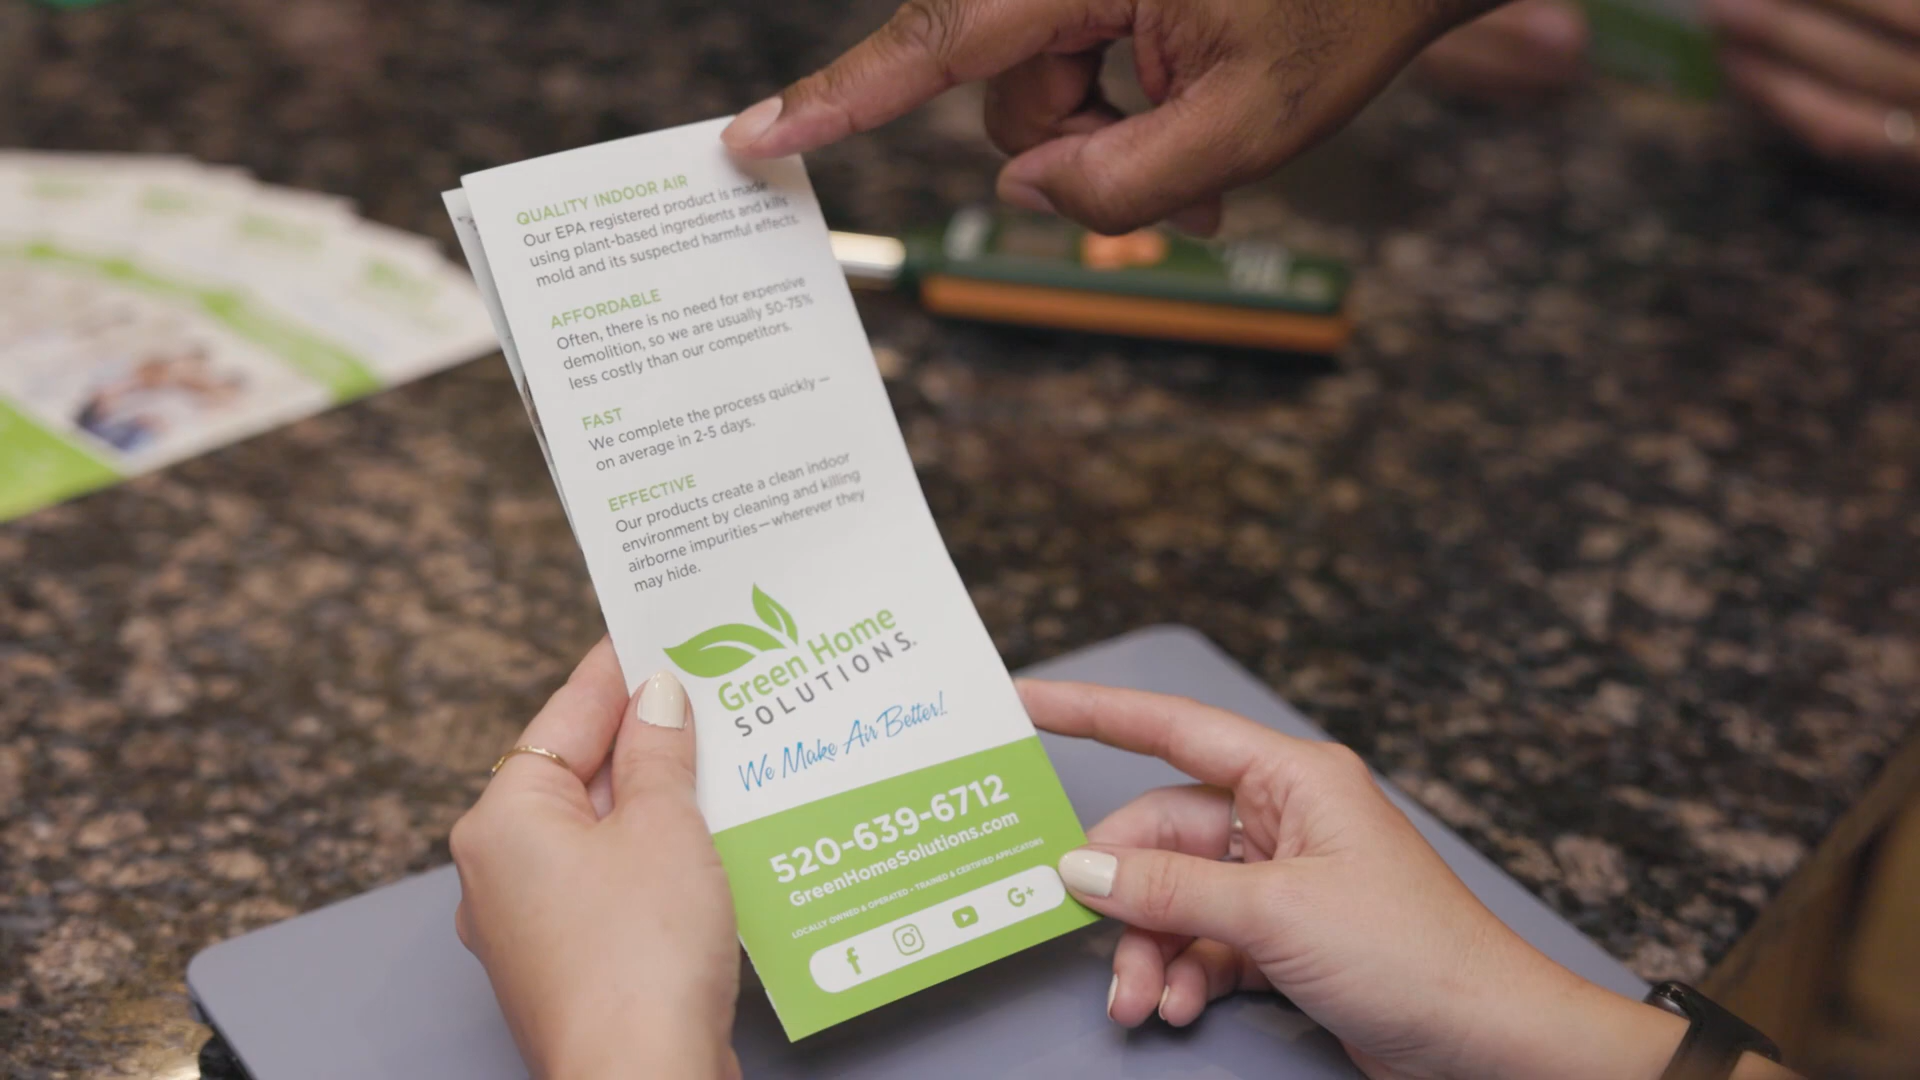 QUALITY INDOOR AIR
Our EPA registered product is made
using plant-based ingredients and kills
mold and its suspected harmful effects.
AFFORDABLE
Often, there is no need for expensive
demolition, so we are usually 50-75%
less costly than our competitors.
FAST
We complete the process quickly —
on average in 2-5 days.
EFFECTIVE
Our products create a clean indoor
environment by cleaning and killing
airborne impurities—wherever they
may hide.
Green Home
SOLUTIONS
We Make Air Better!
520-639-6712
GreenHomeSolutions.com
LOCALLY OWNED & OPERATED - TRAINED & CERTIFIED APPLICATORS
f G+